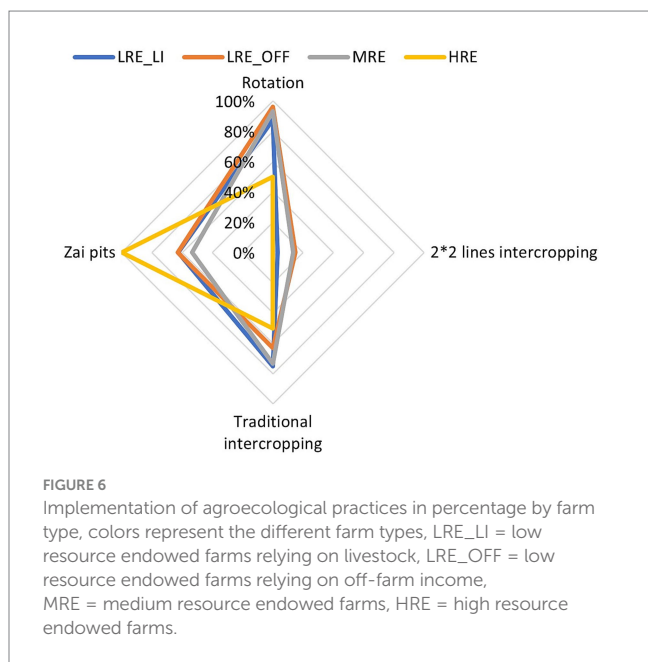 LRE_LI LRE_OFF MRE HRE
Rotation
100%
80%
60%
40%
20%
0%
Zai pits
2*2 lines intercropping
Traditional
intercropping
FIGURE 6
Implementation of agroecological practices in percentage by farm
type, colors represent the different farm types, LRE_LI = low
resource endowed farms relying on livestock, LRE_OFF = low
resource endowed farms relying on off-farm income,
MRE = medium resource endowed farms, HRE = high resource
endowed farms.